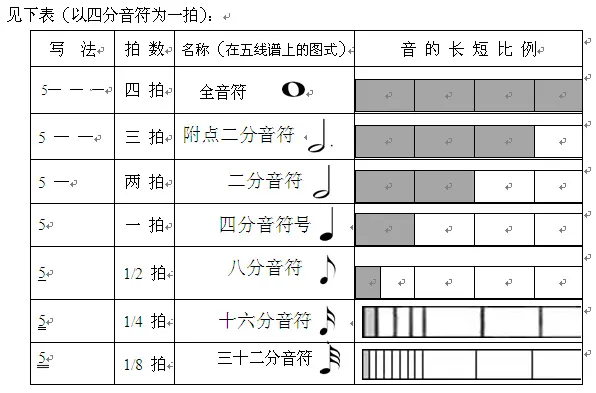 见下表（以四分音符为一拍）：
写 法 拍 数 名称（在五线谱上的图式） 音 的 长 短 比 例
5— — — 四 拍 全音符
5 — — 三 拍 附点二分音符
5 — 两 拍 二分音符
5 一 拍 四分音符号
5 1/2 拍 八分音符
5 1/4 拍 十六分音符
5 1/8 拍 三十二分音符